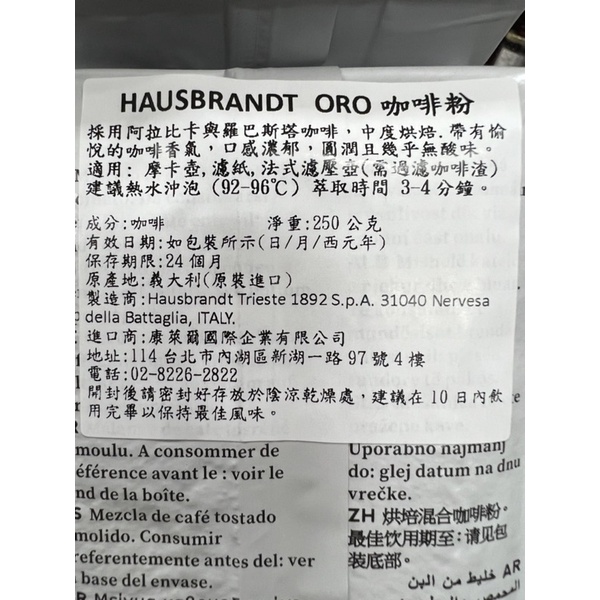 HAUSBRANDT ORO 咖啡粉
採用阿拉比卡與羅巴斯塔咖啡，中度烘焙. 帶有愉
悅的咖啡香氣，口感濃郁，圓潤且幾乎無酸味。
適用: 摩卡壺,濾紙,法式濾壓壺(需過濾咖啡渣)
建議熱水沖泡 (92-96℃) 萃取時間 3-4分鐘。
成分:咖啡 淨重:250公克
有效日期:如包裝所示(日/月/西元年)
保存期限:24個月
原產地:義大利(原裝進口)
製造商:Hausbrandt Trieste 1892 S.p.A. 31040 Nervesa
della Battaglia, ITALY.
進口商:康萊爾國際企業有限公司
地址:114台北市內湖區新湖一路97號4樓
電話:02-8226-2822
開封後請密封好存放於陰涼乾燥處，建議在10日內飲
用完畢以保持最佳風味。
moulu. A consommer de
éférence avant le : voir le
nd de la boîte.
S Mezcla de café tostado
molido. Consumir
referentemente antes del: ver
base del envase.
Uporabno najmanj
do: glej datum na dnu
vrečke.
ZH 烘焙混合咖啡粉。
最佳饮用期至：请见包
装底部。
AR خليط من البن